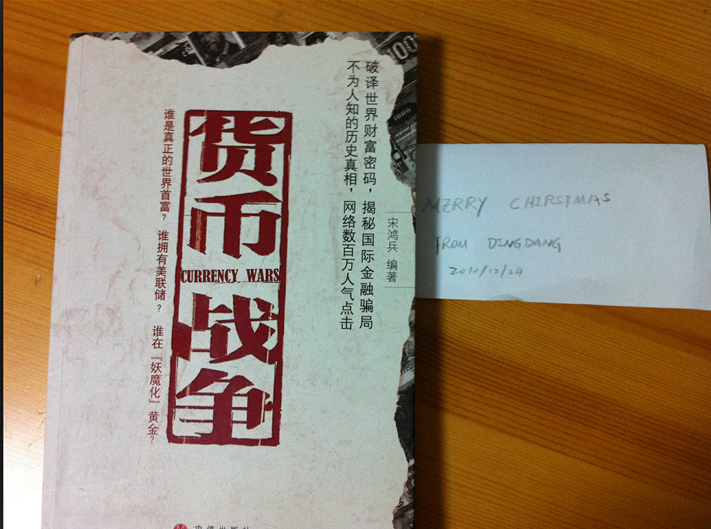 破译世界财富密码，揭秘国际金融骗局
不为人知的历史真相，网络数百万人气点击
宋鸿兵 编著
货币战争
CURRENCY WARS
谁是真正的世界首富？ 谁拥有美联储？ 谁在『妖魔化』黄金？
100
MERRY CHIRSTMAS
FROM DINGDANG
2010/12/24